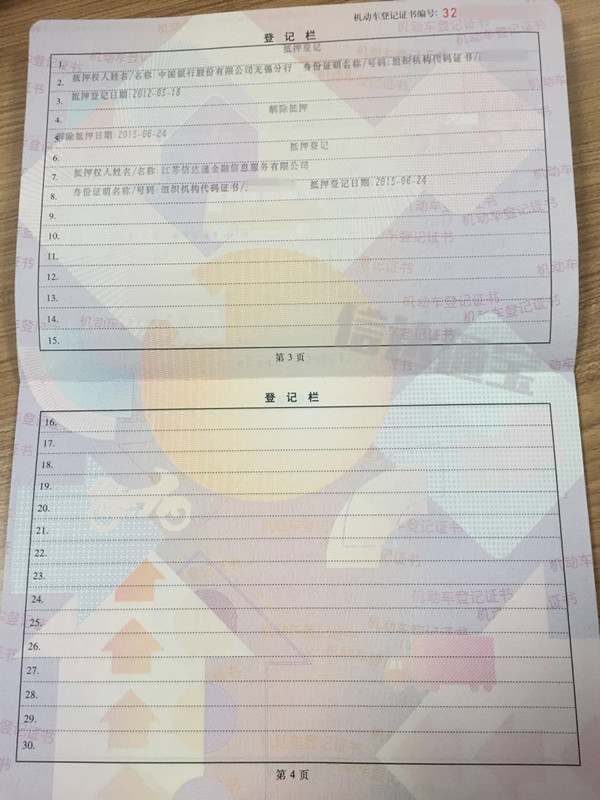 机动车登记证书编号: 32
登 记 栏
抵押登记
1.
抵押权人姓名/名称:中国银行股份有限公司无锡分行 身份证明名称/号码:组织机构代码证书/
2.
抵押登记日期:2012-05-18
3.
解除抵押
4.
解除抵押日期:2015-06-24
5.
抵押登记
6.
抵押权人姓名/名称:江苏信达通金融信息服务有限公司
7.
身份证明名称/号码:组织机构代码证书/. 抵押登记日期:2015-06-24
8.
9.
10.
11.
12.
13.
14.
15.
第 3 页
登 记 栏
16.
17.
18.
19.
20.
21.
22.
23.
24.
25.
26.
27.
28.
29.
30.
第 4 页
机动车登记证书